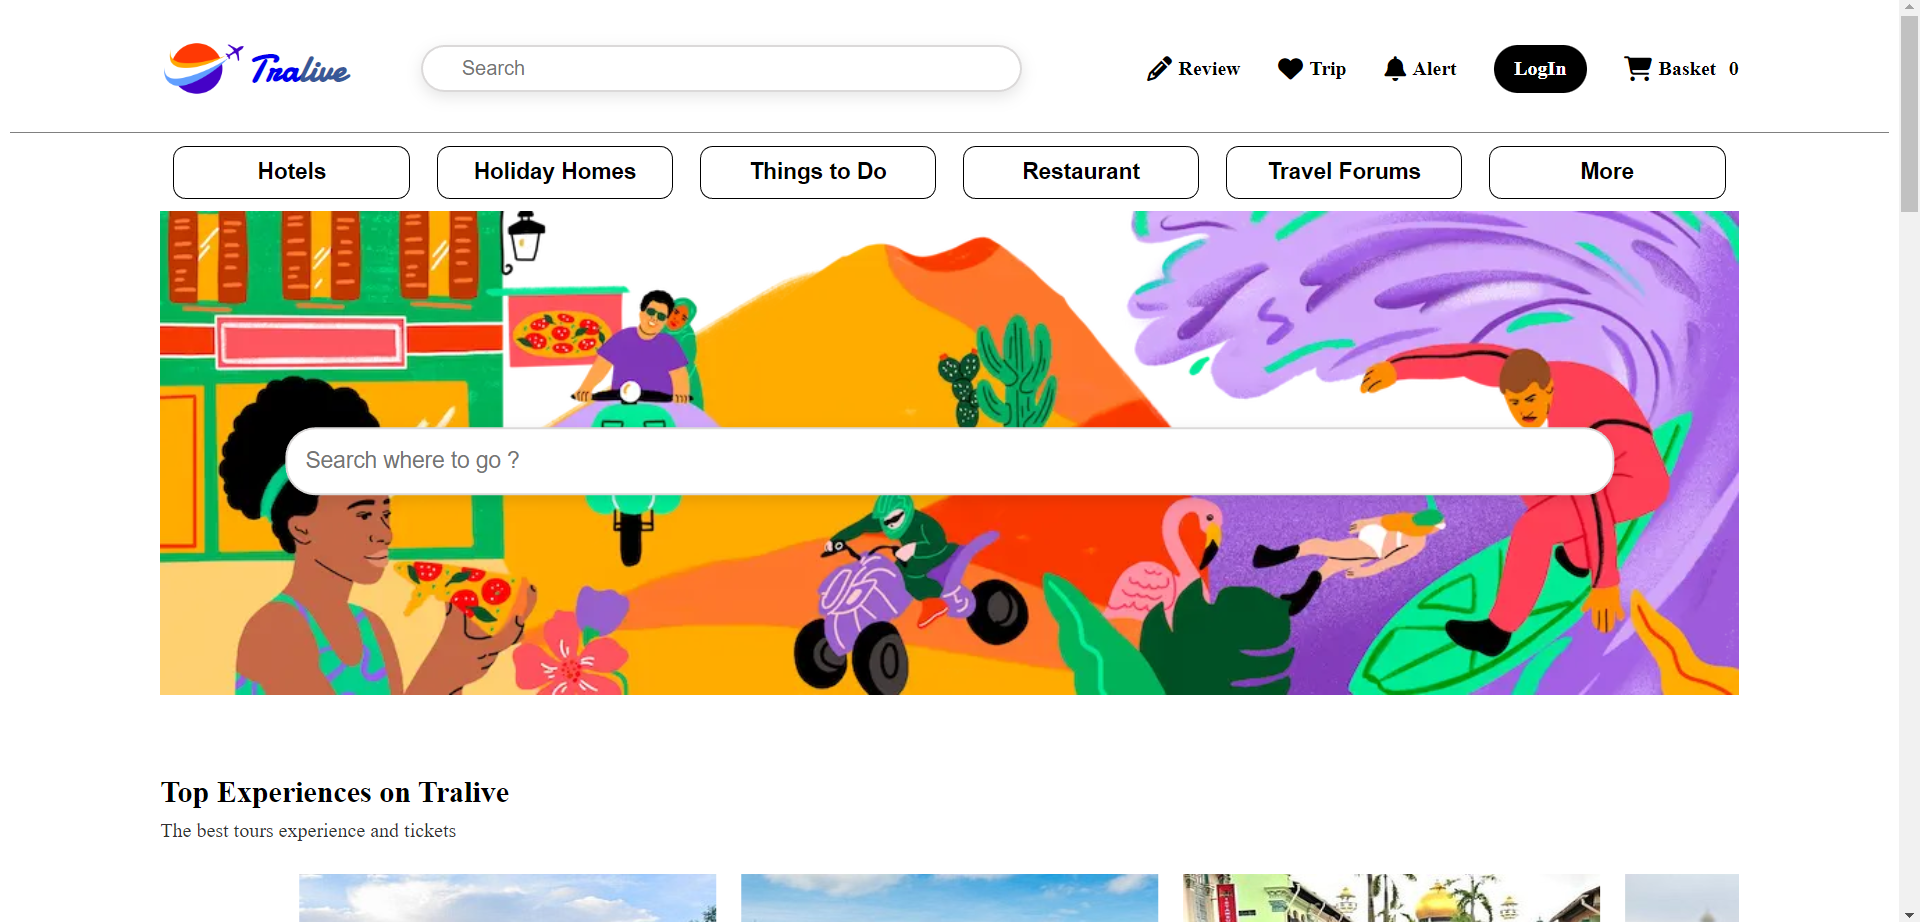 Tralive
Search
Review
Trip
Alert
LogIn
Basket 0
Hotels
Holiday Homes
Things to Do
Restaurant
Travel Forums
More
Search where to go ?
Top Experiences on Tralive
The best tours experience and tickets